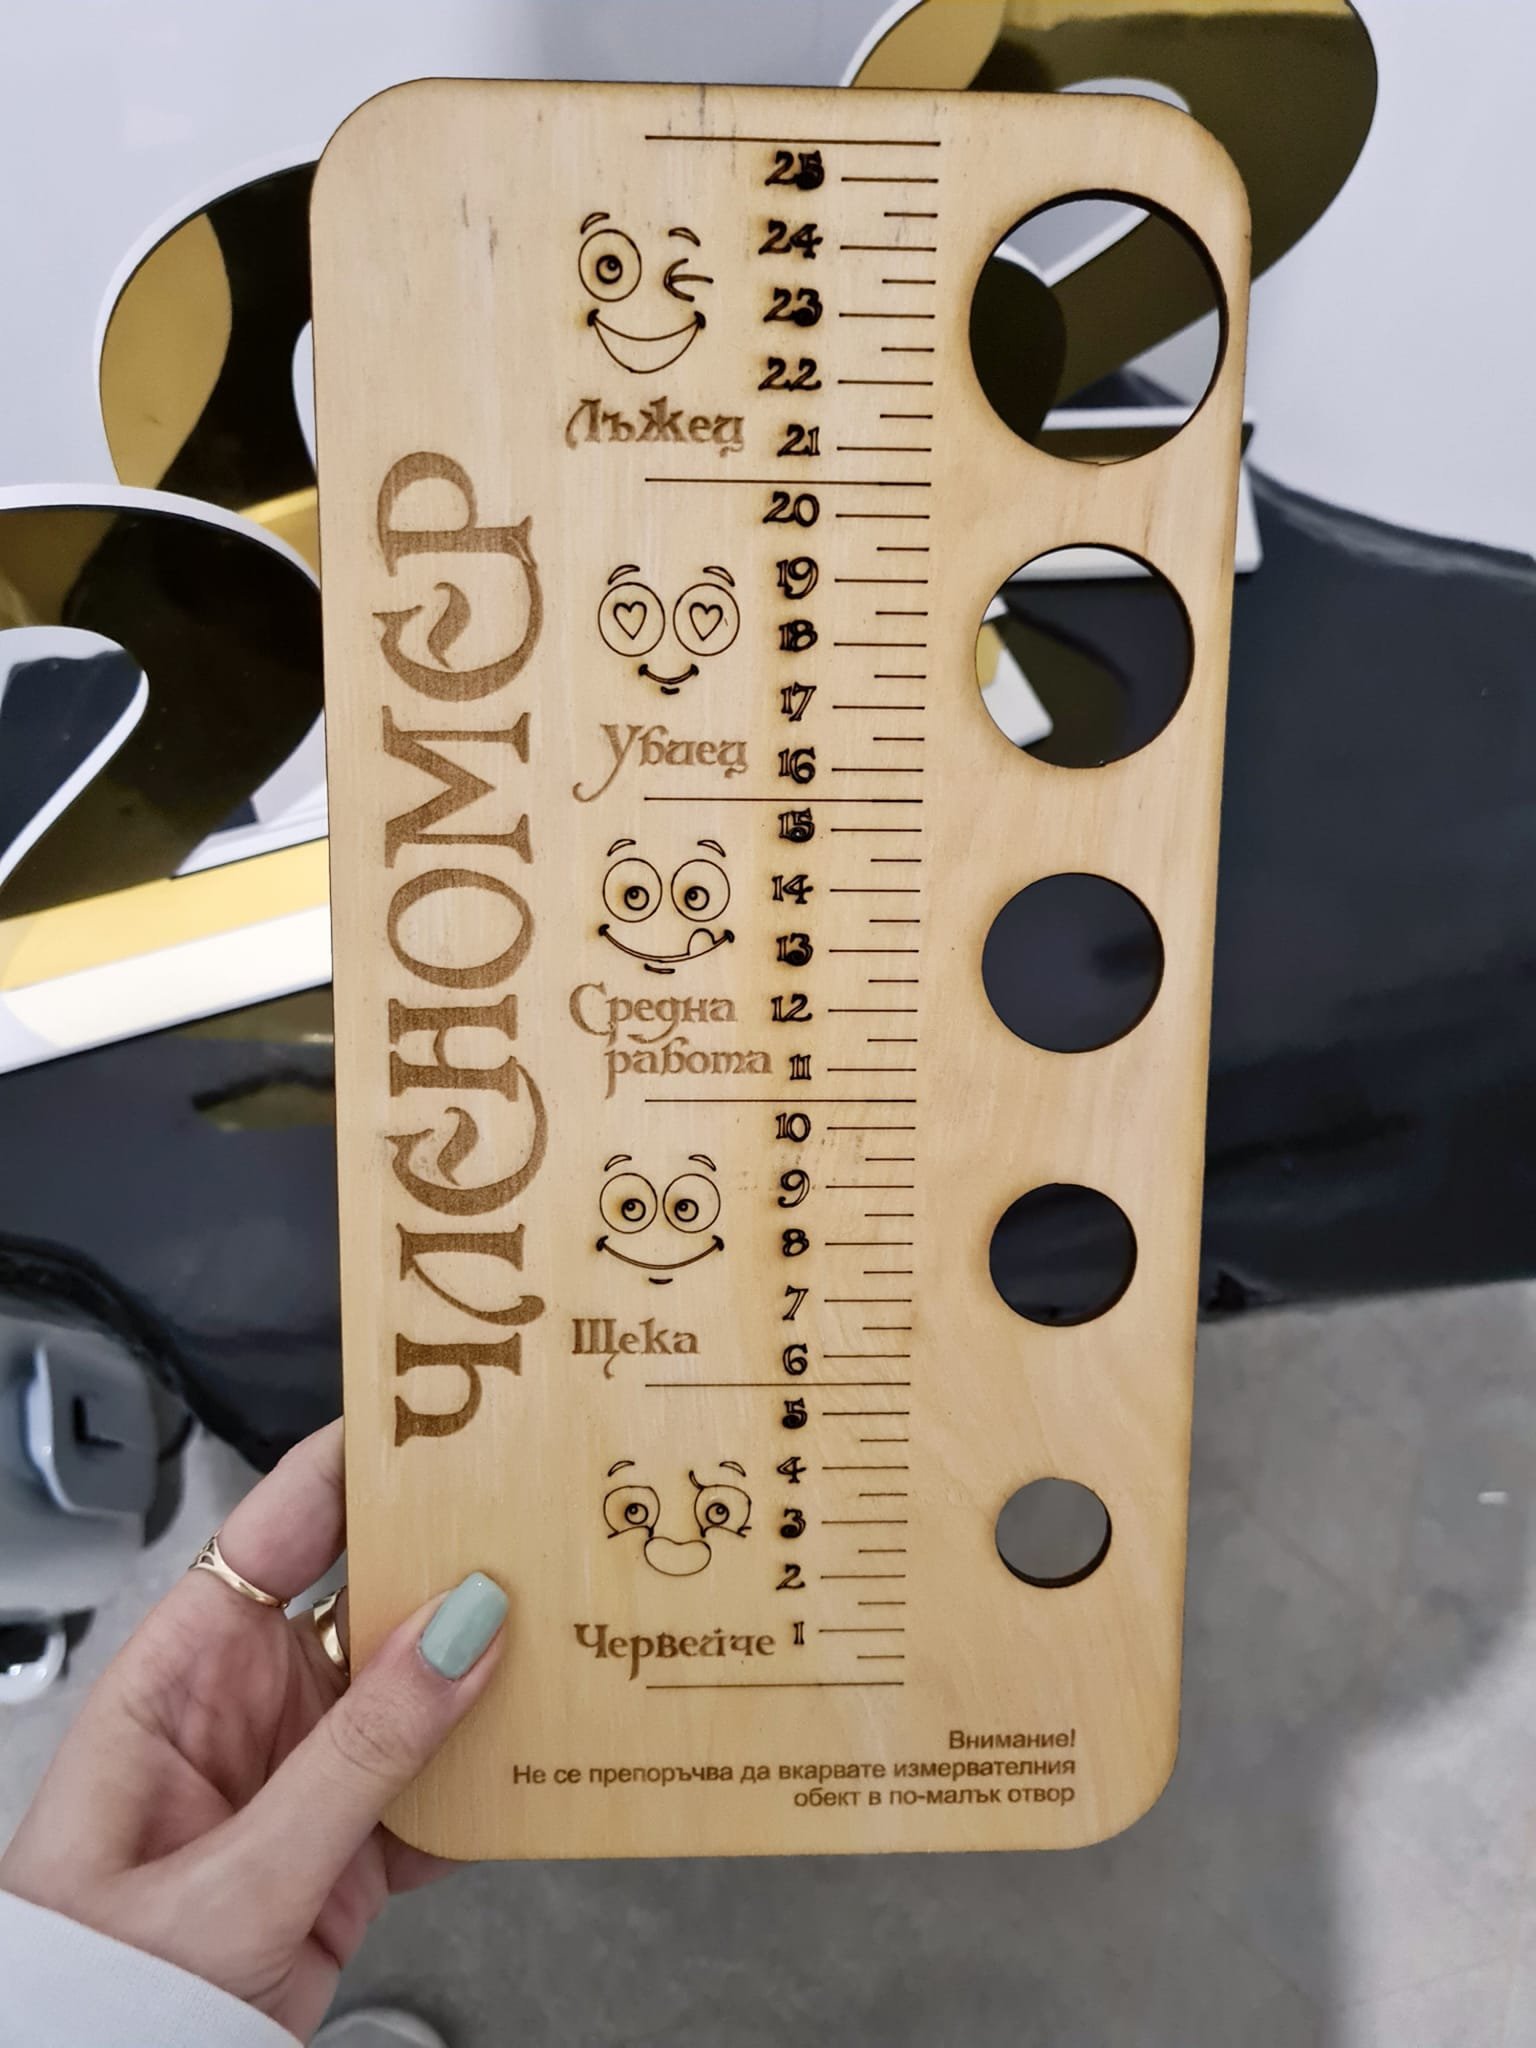 ЧЛЕНОМЕР
25
24
23
22
21
Лъжец
20
19
18
17
16
Убиец
15
14
13
12
11
Средна
работа
10
9
8
7
6
Щека
5
4
3
2
1
Червейче
Внимание!
Не се препоръчва да вкарвате измервателния
обект в по-малък отвор